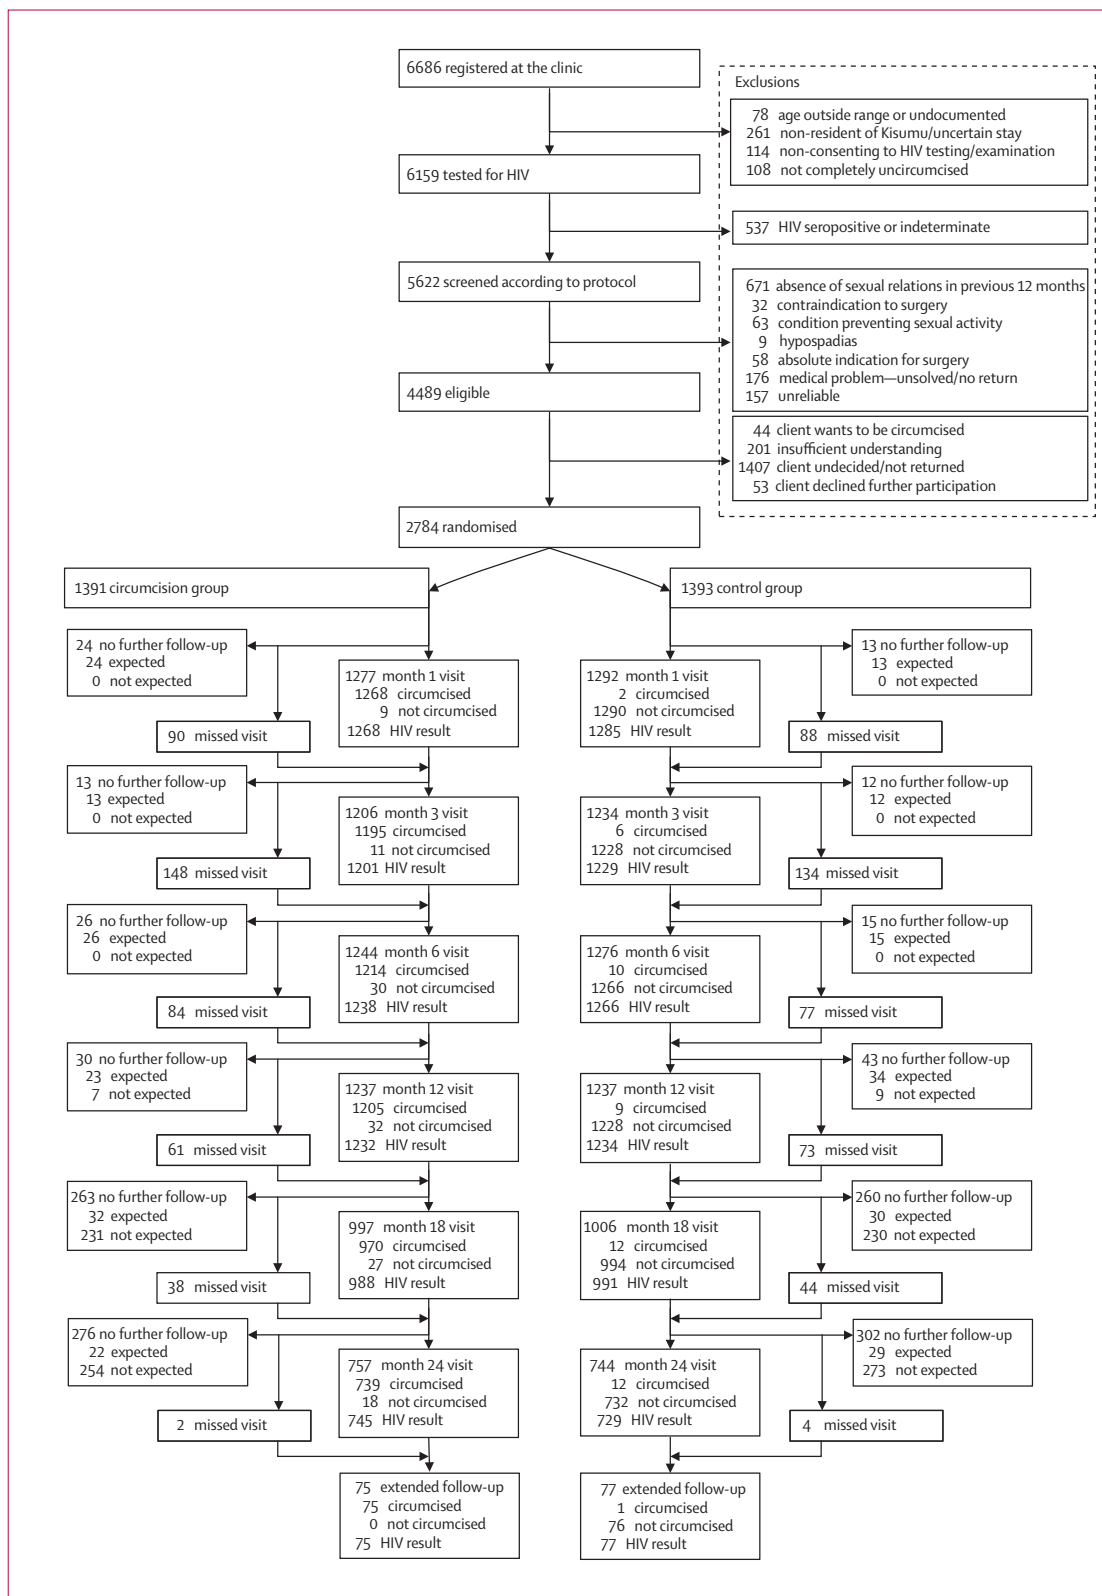 6686 registered at the clinic
Exclusions
78 age outside range or undocumented
261 non-resident of Kisumu/uncertain stay
114 non-consenting to HIV testing/examination
108 not completely uncircumcised
6159 tested for HIV
537 HIV seropositive or indeterminate
5622 screened according to protocol
671 absence of sexual relations in previous 12 months
32 contraindication to surgery
63 condition preventing sexual activity
9 hypospadias
58 absolute indication for surgery
176 medical problem—unsolved/no return
157 unreliable
4489 eligible
44 client wants to be circumcised
201 insufficient understanding
1407 client undecided/not returned
53 client declined further participation
2784 randomised
1391 circumcision group
1393 control group
24 no further follow-up
24 expected
0 not expected
1277 month 1 visit
1268 circumcised
9 not circumcised
1268 HIV result
1292 month 1 visit
2 circumcised
1290 not circumcised
1285 HIV result
13 no further follow-up
13 expected
0 not expected
90 missed visit
88 missed visit
13 no further follow-up
13 expected
0 not expected
1206 month 3 visit
1195 circumcised
11 not circumcised
1201 HIV result
1234 month 3 visit
6 circumcised
1228 not circumcised
1229 HIV result
12 no further follow-up
12 expected
0 not expected
148 missed visit
134 missed visit
26 no further follow-up
26 expected
0 not expected
1244 month 6 visit
1214 circumcised
30 not circumcised
1238 HIV result
1276 month 6 visit
10 circumcised
1266 not circumcised
1266 HIV result
15 no further follow-up
15 expected
0 not expected
84 missed visit
77 missed visit
30 no further follow-up
23 expected
7 not expected
1237 month 12 visit
1205 circumcised
32 not circumcised
1232 HIV result
1237 month 12 visit
9 circumcised
1228 not circumcised
1234 HIV result
43 no further follow-up
34 expected
9 not expected
61 missed visit
73 missed visit
263 no further follow-up
32 expected
231 not expected
997 month 18 visit
970 circumcised
27 not circumcised
988 HIV result
1006 month 18 visit
12 circumcised
994 not circumcised
991 HIV result
260 no further follow-up
30 expected
230 not expected
38 missed visit
44 missed visit
276 no further follow-up
22 expected
254 not expected
757 month 24 visit
739 circumcised
18 not circumcised
745 HIV result
744 month 24 visit
12 circumcised
732 not circumcised
729 HIV result
302 no further follow-up
29 expected
273 not expected
2 missed visit
4 missed visit
75 extended follow-up
75 circumcised
0 not circumcised
75 HIV result
77 extended follow-up
1 circumcised
76 not circumcised
77 HIV result